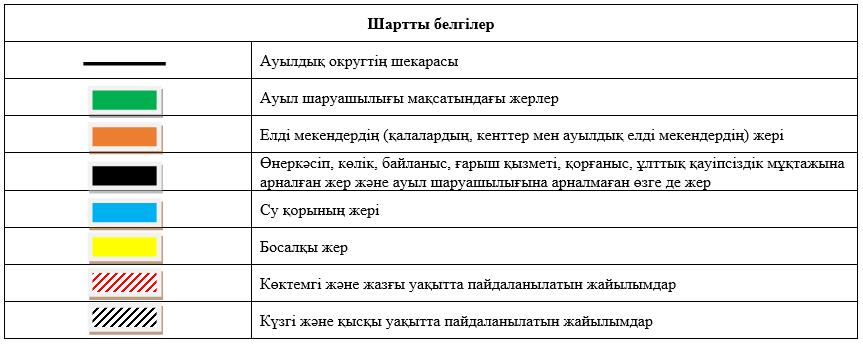 Шартты белгілер
Ауылдық округтің шекарасы
Ауыл шаруашылығы мақсатындағы жерлер
Елді мекендердің (қалалардың, кенттер мен ауылдық елді мекендердің) жері
Өнеркәсіп, көлік, байланыс, ғарыш қызметі, қорғаныс, ұлттық қауіпсіздік мұқтажына
арналған жер және ауыл шаруашылығына арналмаған өзге де жер
Су қорының жері
Босалқы жер
Көктемгі және жазғы уақытта пайдаланылатын жайылымдар
Күзгі және қысқы уақытта пайдаланылатын жайылымдар